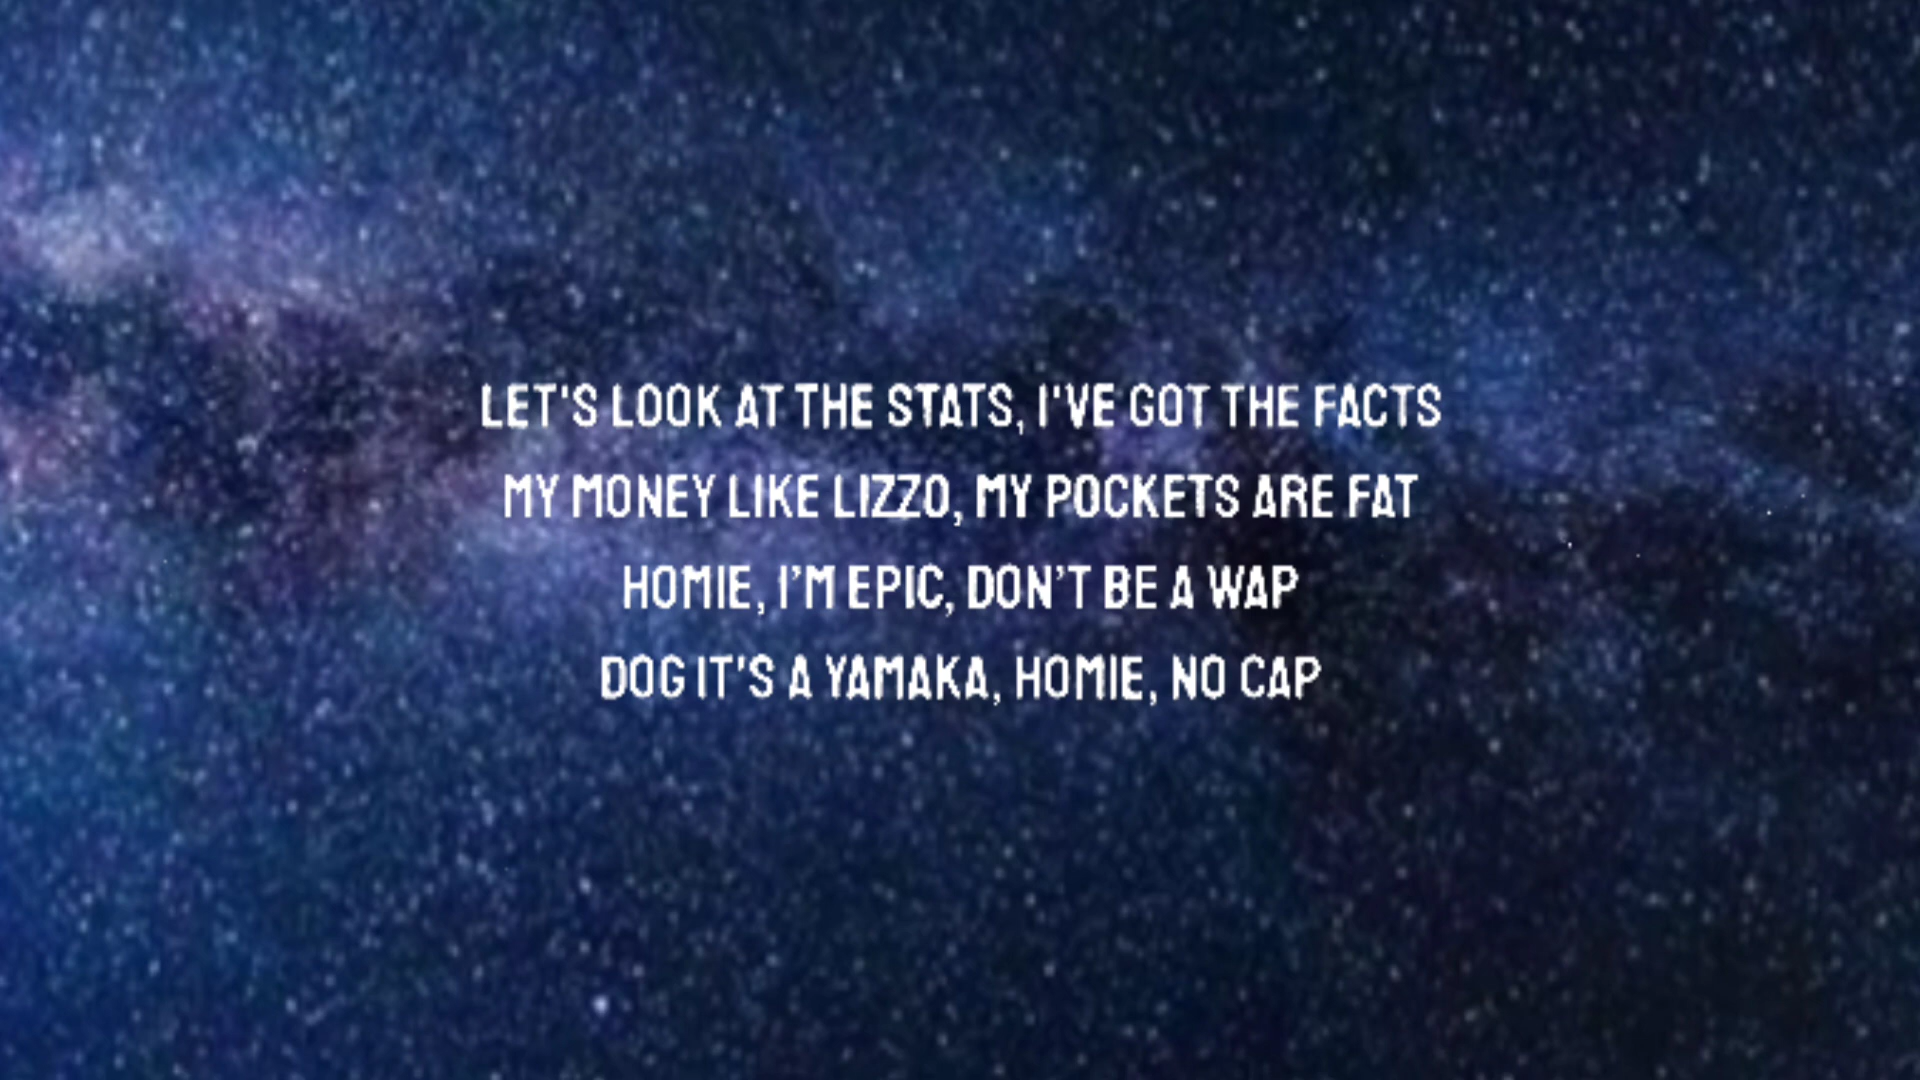 LET'S LOOK AT THE STATS, I'VE GOT THE FACTS
MY MONEY LIKE LIZZO, MY POCKETS ARE FAT
HOMIE, I’M EPIC, DON’T BE A WAP
DOG IT'S A YAMAKA, HOMIE, NO CAP